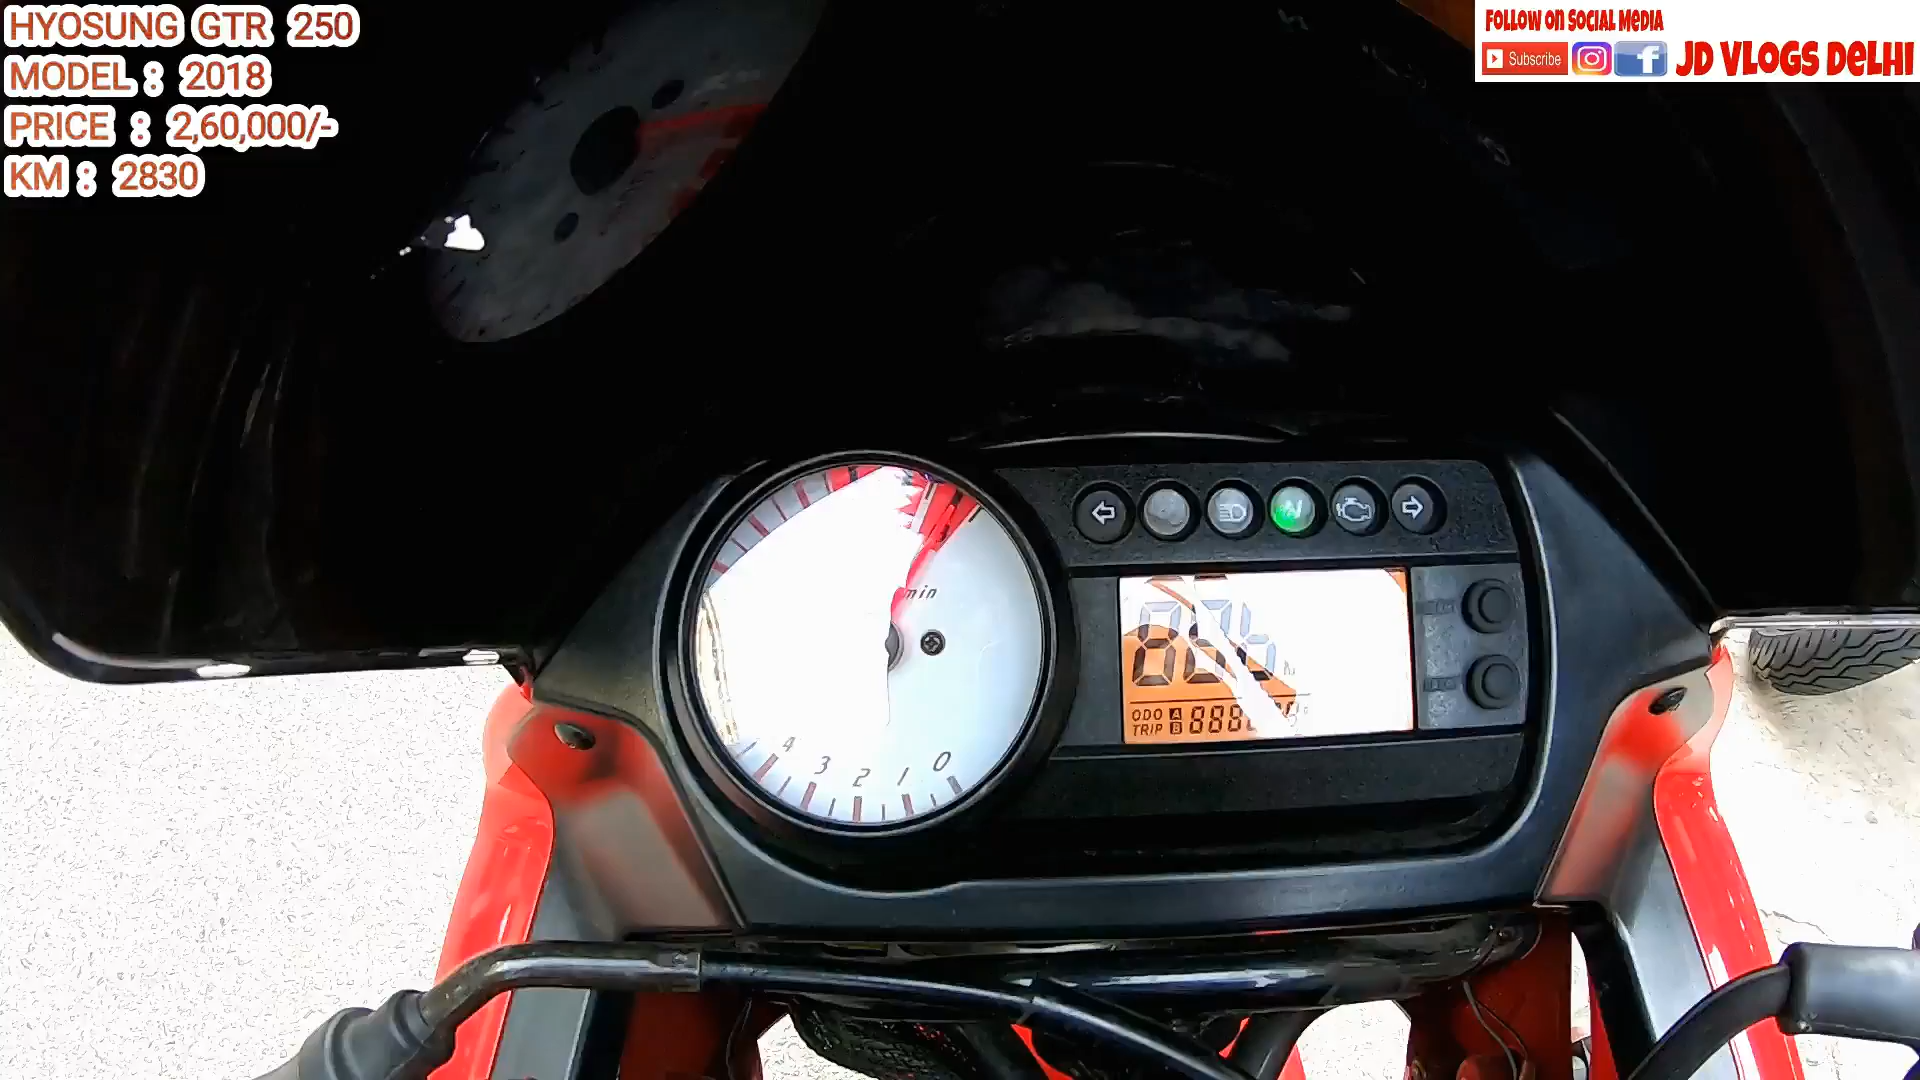 HYOSUNG GTR 250
MODEL : 2018
PRICE : 2,60,000/-
KM : 2830
FOLLOW ON SOCIAL MEDIA
Subscribe
JD VLOGS DELHI
N
min
ODO A
TRIP B
4 3 2 1 0